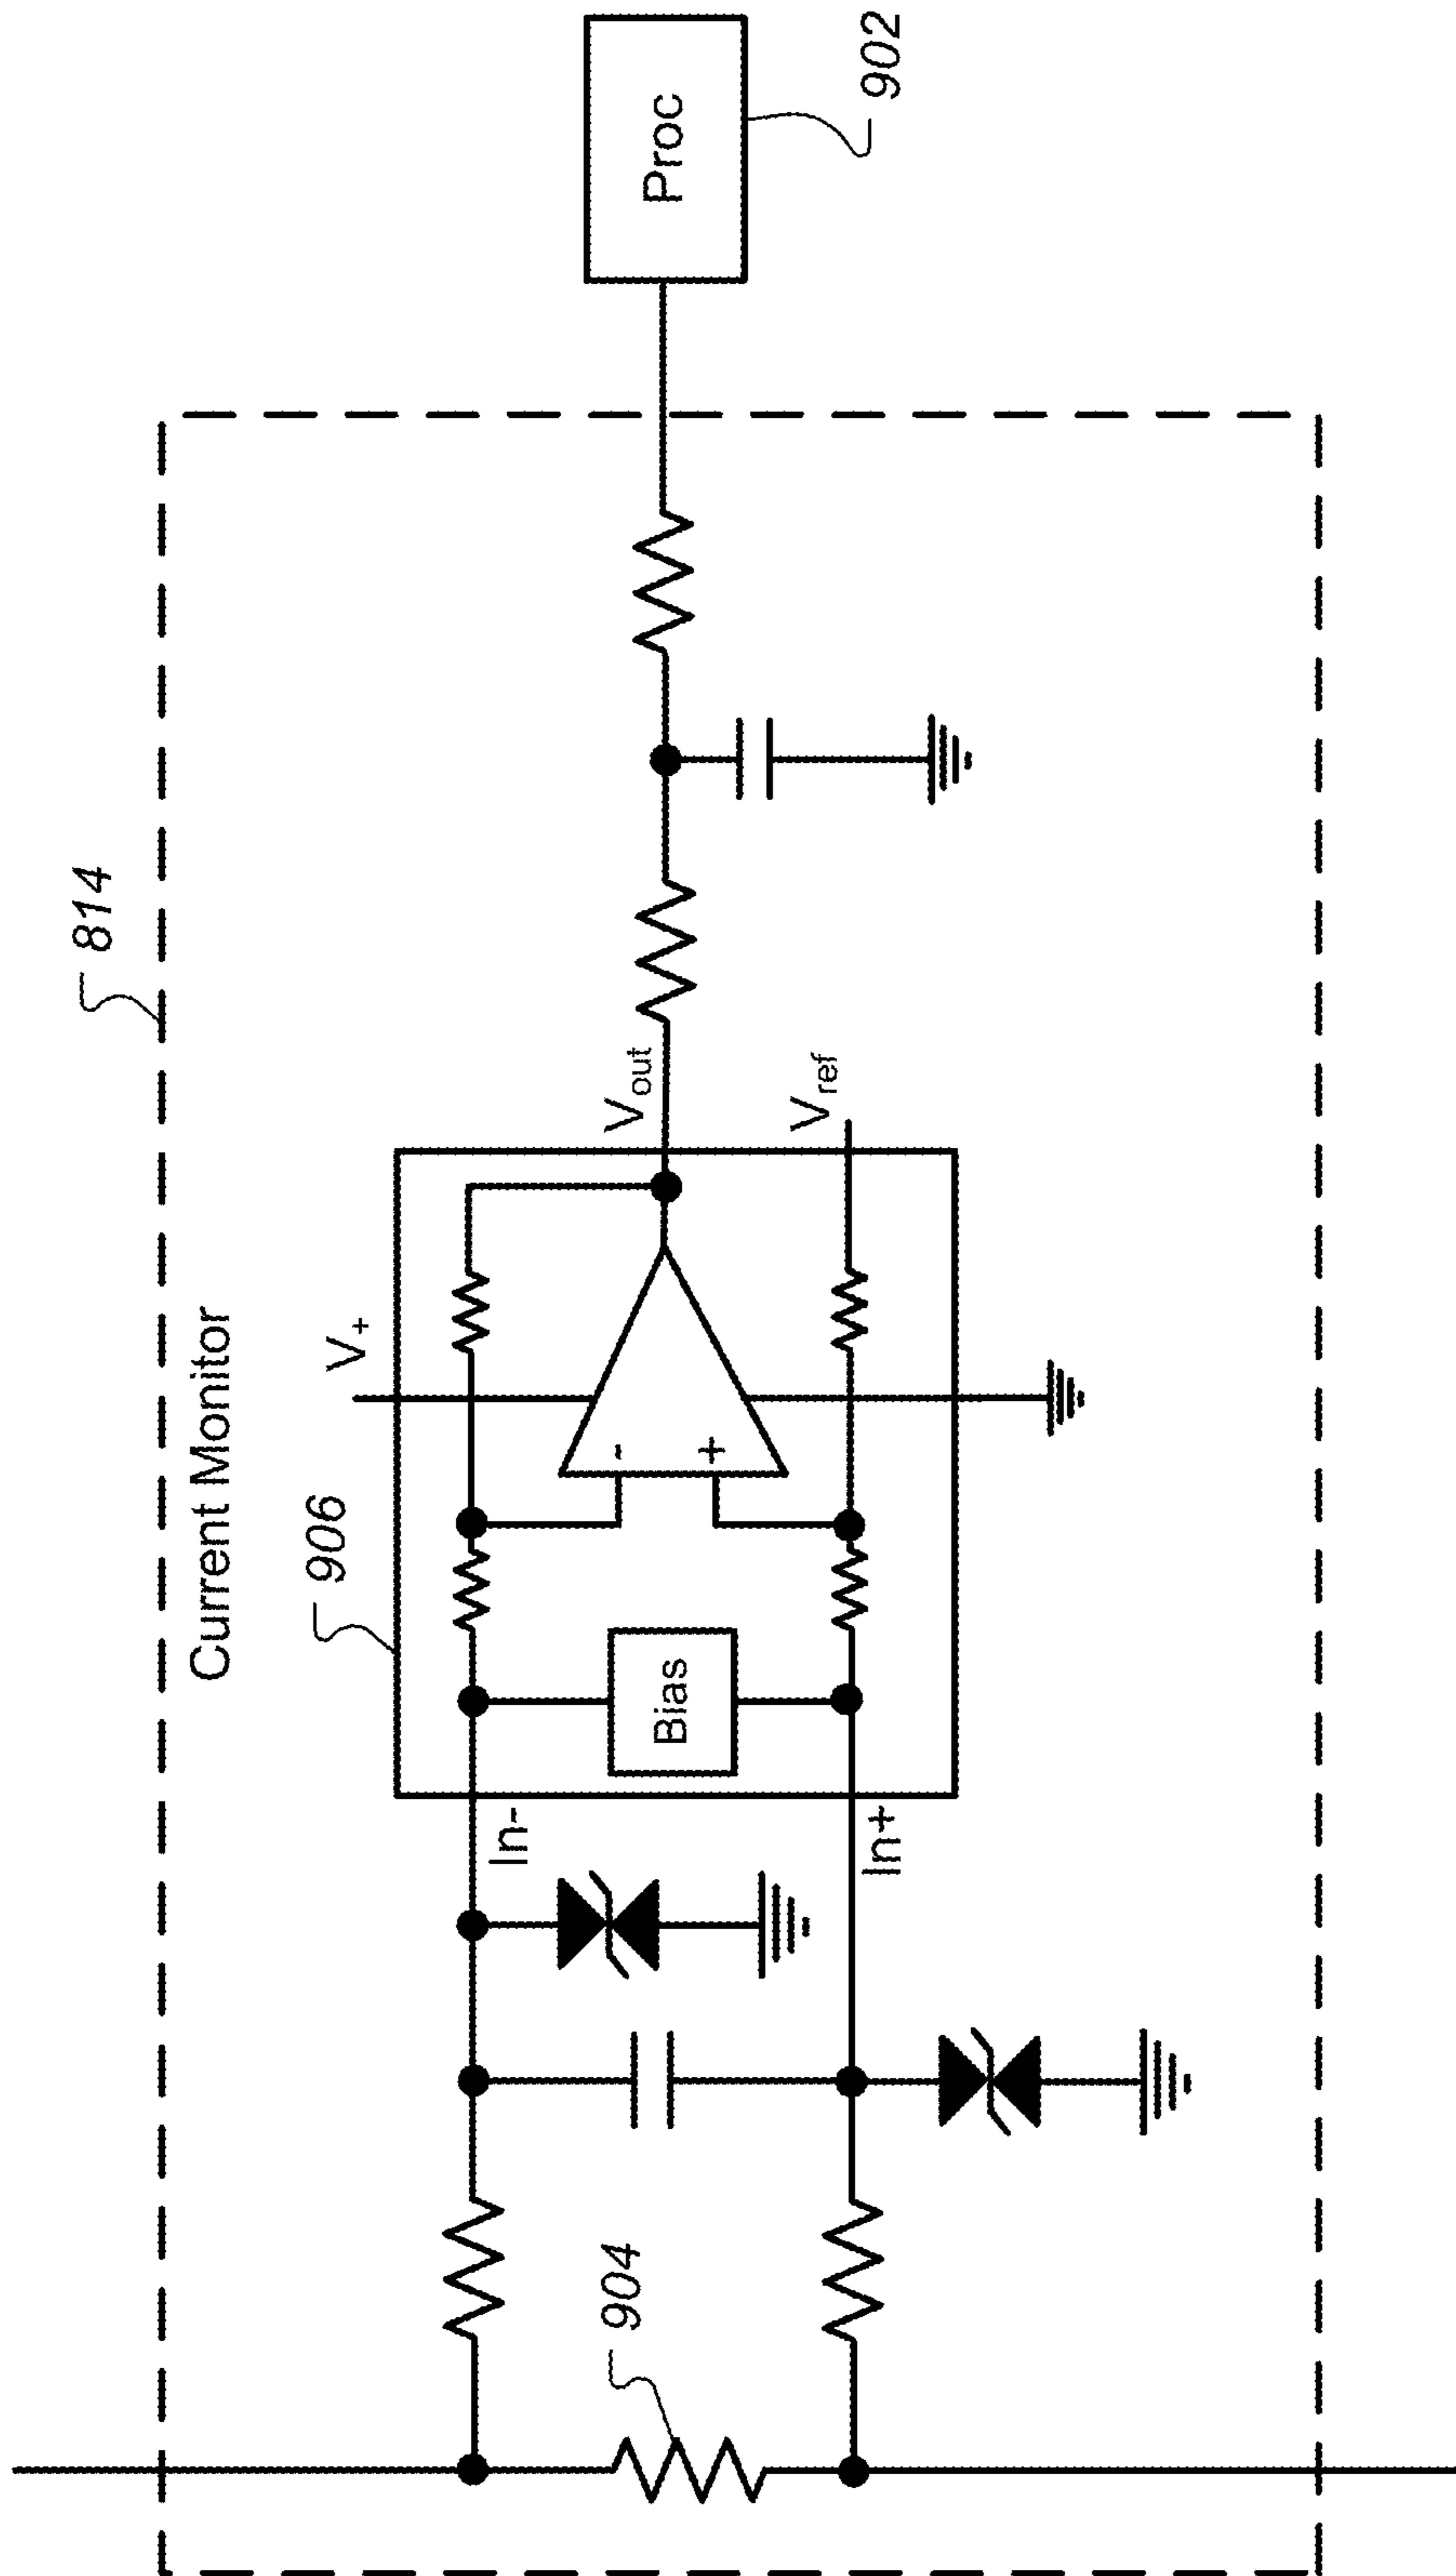 814
Current Monitor
906
V+
Vout
Vref
-
+
Bias
In-
In+
904
Proc
902